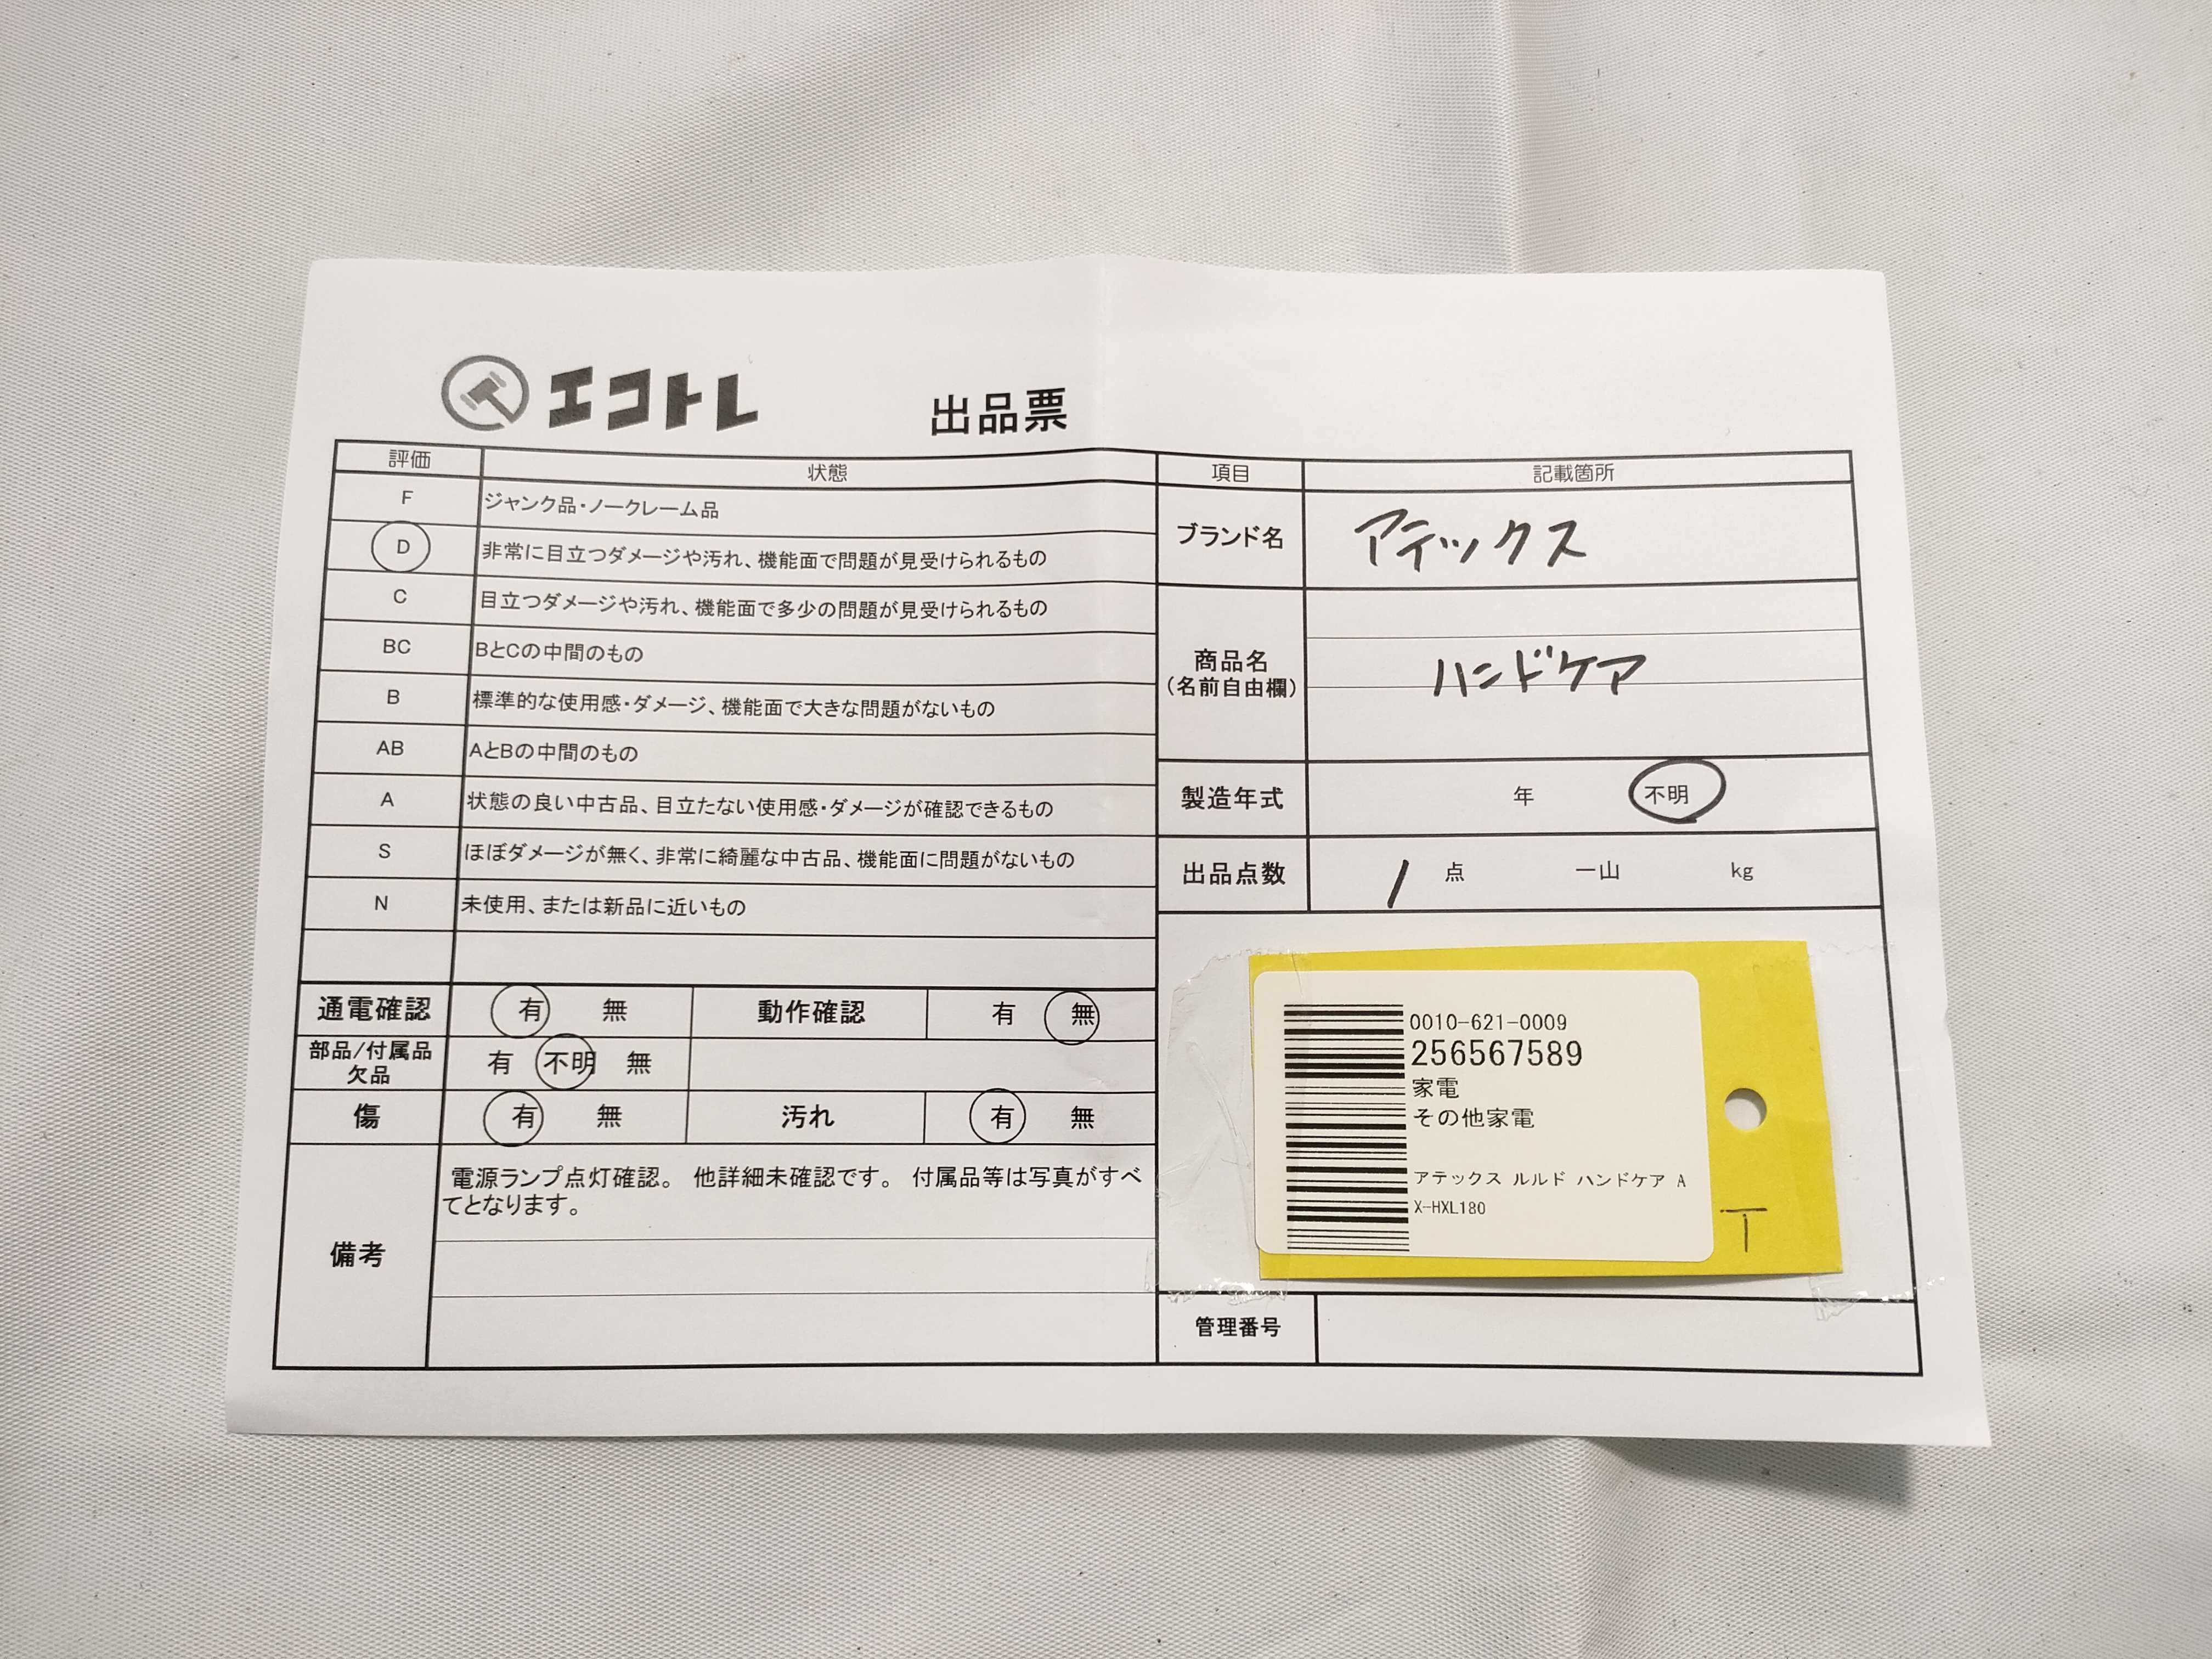 エコトレ
出品票
評価 状態
F ジャンク品・ノークレーム品
D 非常に目立つダメージや汚れ、機能面で問題が見受けられるもの
C 目立つダメージや汚れ、機能面で多少の問題が見受けられるもの
BC BとCの中間のもの
B 標準的な使用感・ダメージ、機能面で大きな問題がないもの
AB AとBの中間のもの
A 状態の良い中古品、目立たない使用感・ダメージが確認できるもの
S ほぼダメージが無く、非常に綺麗な中古品、機能面に問題がないもの
N 未使用、または新品に近いもの
通電確認 有 無 動作確認 有 無
部品/付属品
欠品
有 不明 無
傷 有 無 汚れ 有 無
備考
電源ランプ点灯確認。 他詳細未確認です。 付属品等は写真がすべ
てとなります。
項目 記載箇所
ブランド名 アテックス
商品名
(名前自由欄)
ハンドケア
製造年式 年 不明
出品点数 1 点 一山 kg
0010-621-0009
256567589
家電
その他家電
アテックス ルルド ハンドケア A
X-HXL180
T
管理番号